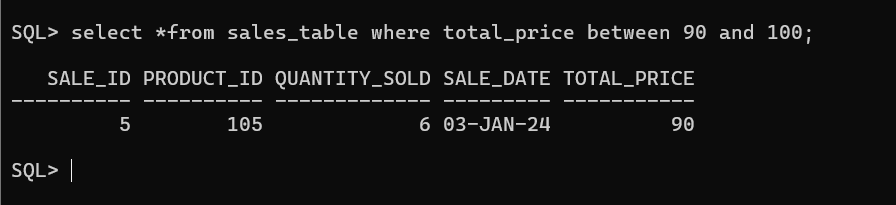 SQL> select *from sales_table where total_price between 90 and 100;
   SALE_ID PRODUCT_ID QUANTITY_SOLD SALE_DATE TOTAL_PRICE
---------- ---------- ------------- --------- -----------
         5        105             6 03-JAN-24          90
SQL>